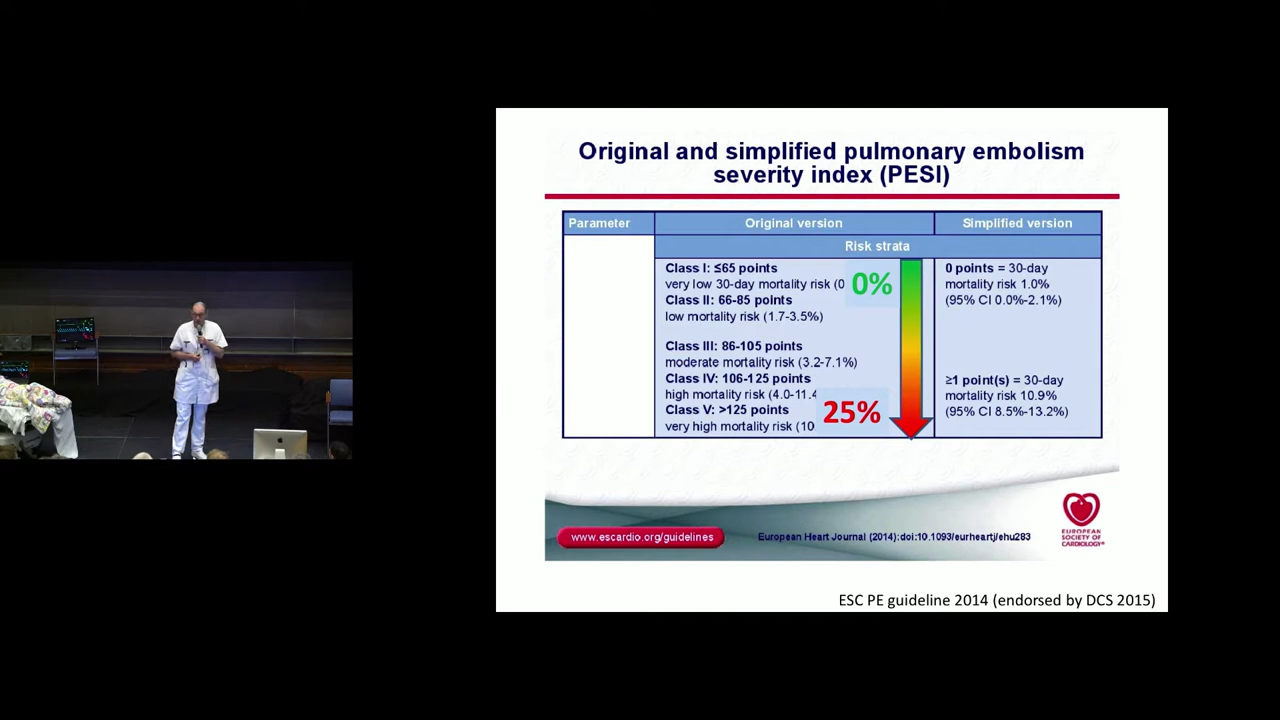 Original and simplified pulmonary embolism
severity index (PESI)
Parameter
Original version
Simplified version
Risk strata
Class I: ≤65 points
very low 30-day mortality risk (0
0%
Class II: 66-85 points
low mortality risk (1.7-3.5%)
Class III: 86-105 points
moderate mortality risk (3.2-7.1%)
Class IV: 106-125 points
high mortality risk (4.0-11.4
Class V: >125 points
very high mortality risk (10
25%
0 points = 30-day
mortality risk 1.0%
(95% CI 0.0%-2.1%)
≥1 point(s) = 30-day
mortality risk 10.9%
(95% CI 8.5%-13.2%)
www.escardio.org/guidelines
European Heart Journal (2014):doi:10.1093/eurheartj/ehu283
EUROPEAN
SOCIETY OF
CARDIOLOGY®
ESC PE guideline 2014 (endorsed by DCS 2015)